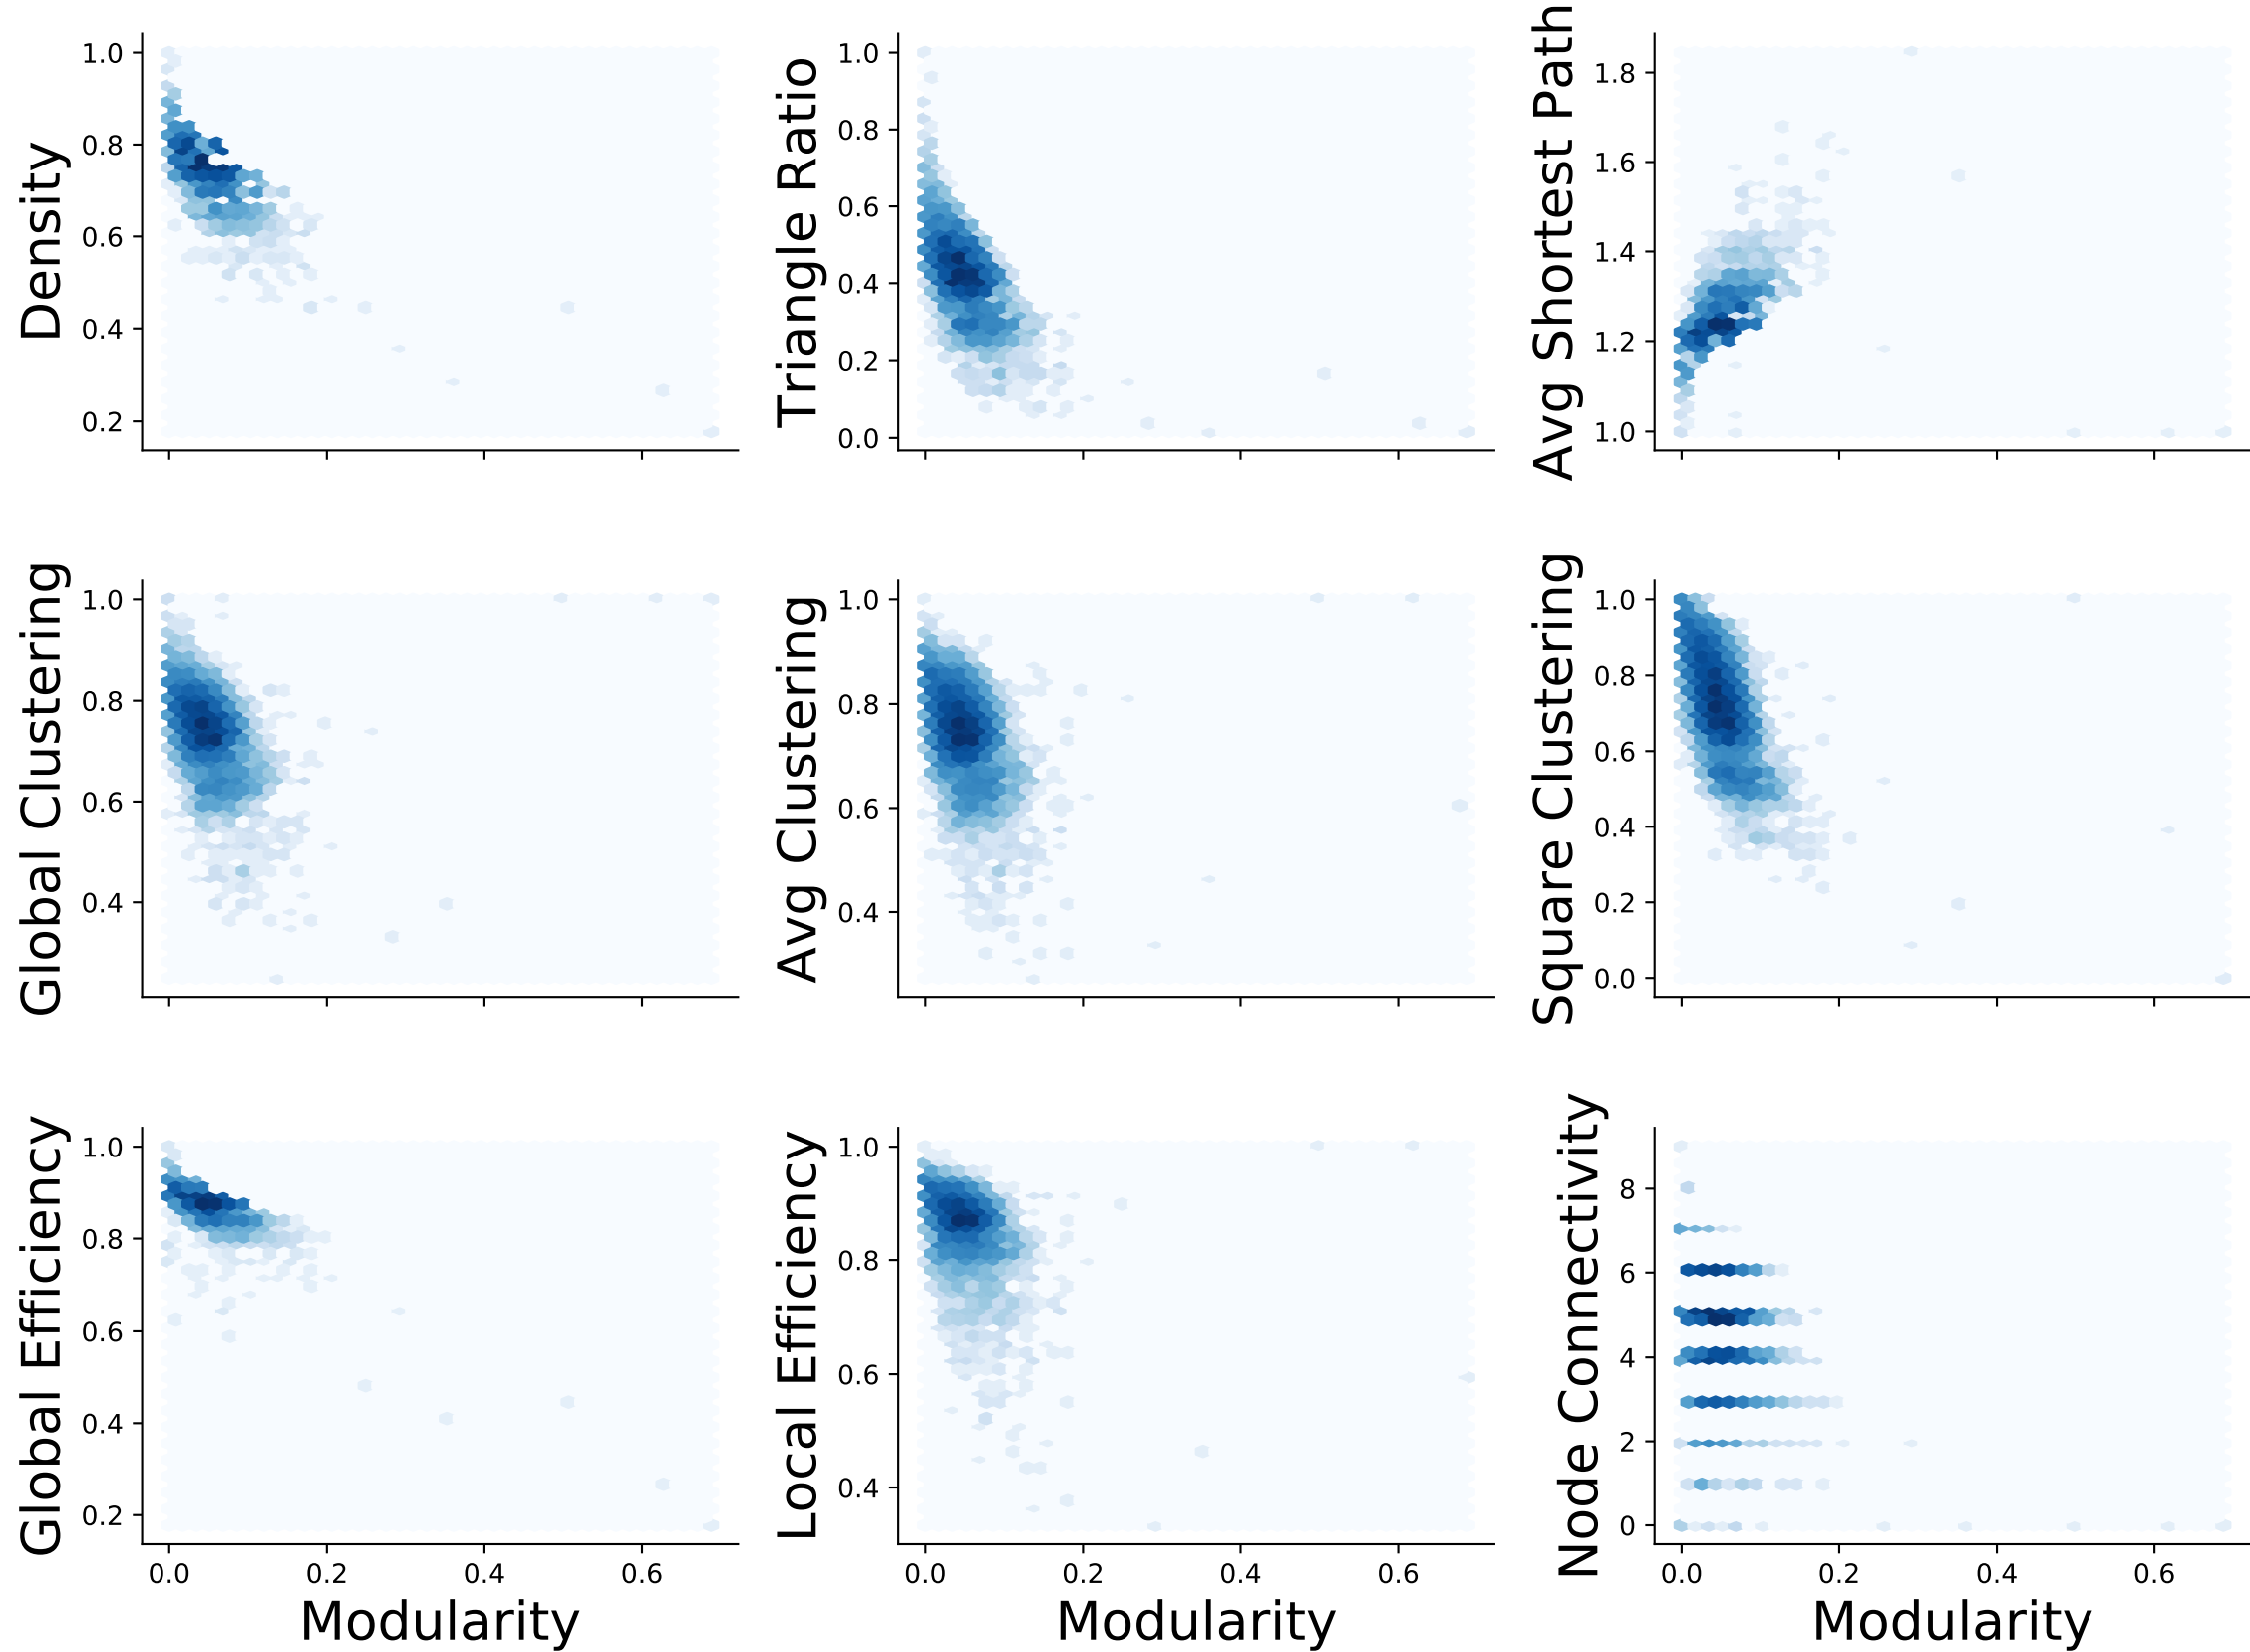 Density
1.0
0.8
0.6
0.4
0.2
Triangle Ratio
1.0
0.8
0.6
0.4
0.2
0.0
Avg Shortest Path
1.8
1.6
1.4
1.2
1.0
Global Clustering
1.0
0.8
0.6
0.4
Avg Clustering
1.0
0.8
0.6
0.4
Square Clustering
1.0
0.8
0.6
0.4
0.2
0.0
Global Efficiency
1.0
0.8
0.6
0.4
0.2
0.0 0.2 0.4 0.6
Modularity
Local Efficiency
1.0
0.8
0.6
0.4
0.0 0.2 0.4 0.6
Modularity
Node Connectivity
8
6
4
2
0
0.0 0.2 0.4 0.6
Modularity